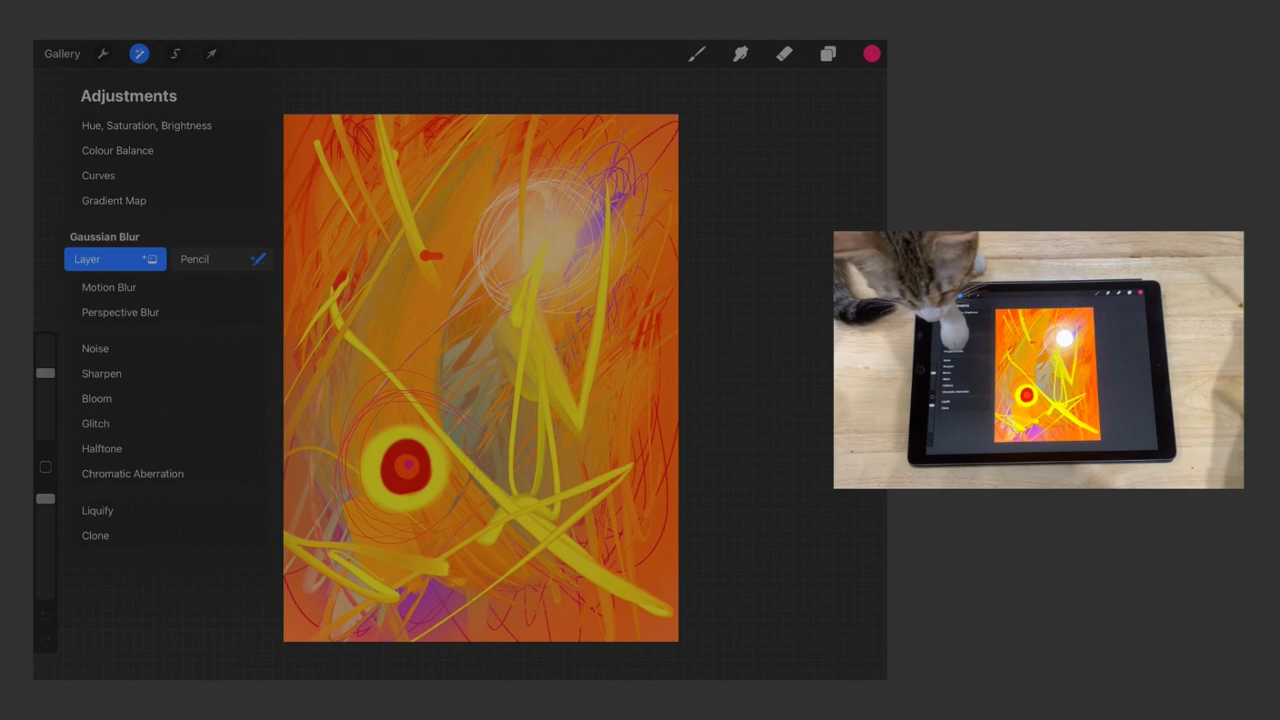 Gallery
Adjustments
Hue, Saturation, Brightness
Colour Balance
Curves
Gradient Map
Gaussian Blur
Layer
Pencil
Motion Blur
Perspective Blur
Noise
Sharpen
Bloom
Glitch
Halftone
Chromatic Aberration
Liquify
Clone